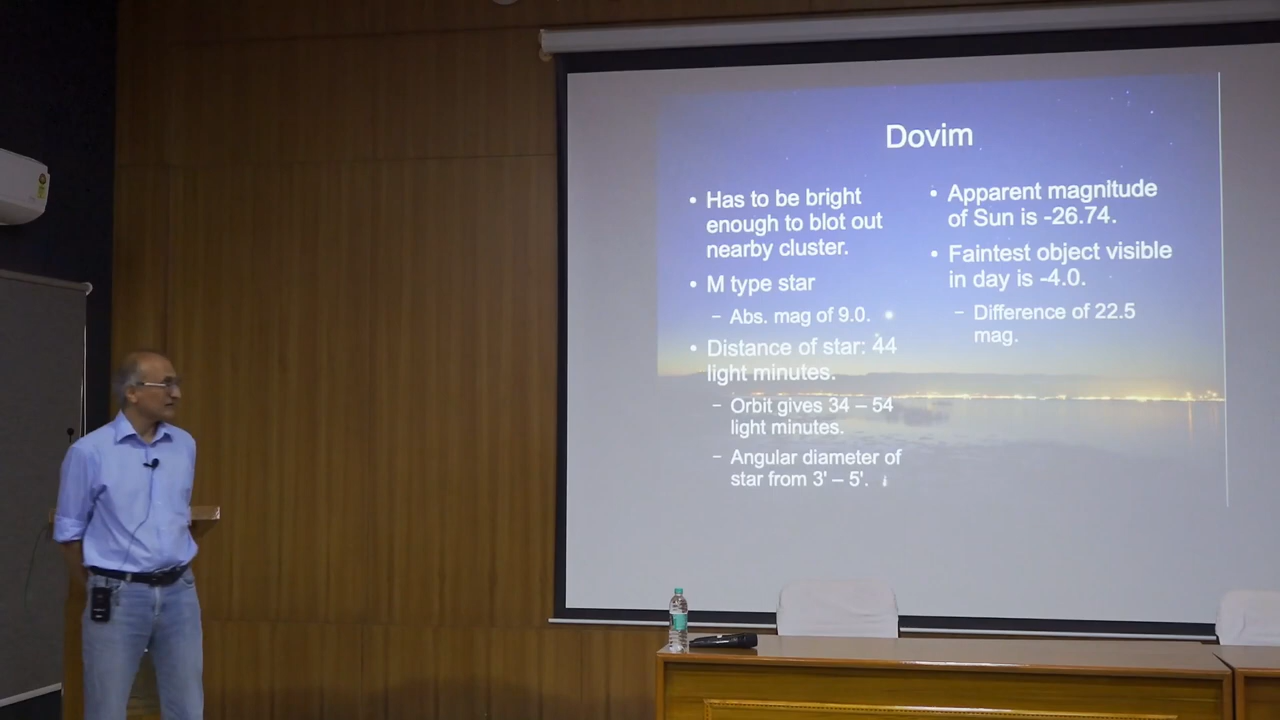 Dovim
• Has to be bright
enough to blot out
nearby cluster.
• M type star
– Abs. mag of 9.0.
• Distance of star: 44
light minutes.
– Orbit gives 34 – 54
light minutes.
– Angular diameter of
star from 3' – 5'.
• Apparent magnitude
of Sun is -26.74.
• Faintest object visible
in day is -4.0.
– Difference of 22.5
mag.